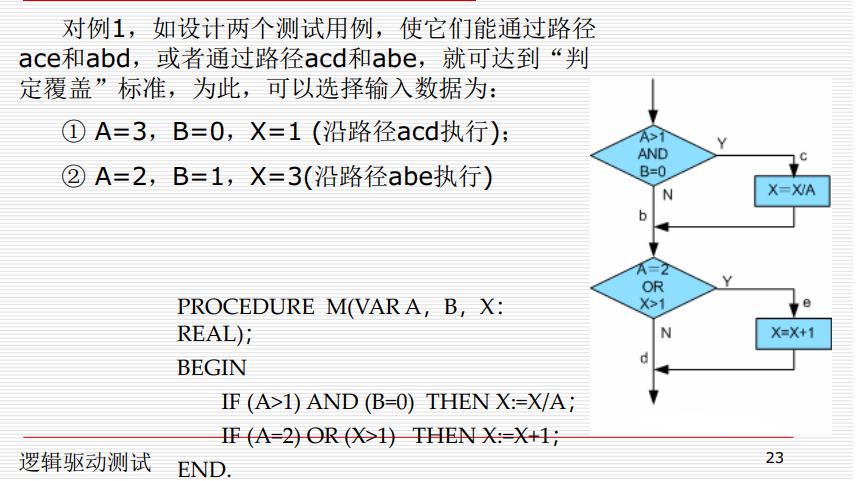 对例1，如设计两个测试用例，使它们能通过路径
ace和abd，或者通过路径acd和abe，就可达到“判
定覆盖”标准，为此，可以选择输入数据为：
① A=3，B=0，X=1 (沿路径acd执行)；
② A=2，B=1，X=3(沿路径abe执行)
A>1
AND
B=0
Y
c
X=X/A
N
b
A=2
OR
X>1
Y
e
X=X+1
N
d
PROCEDURE M(VAR A，B，X：
REAL)；
BEGIN
IF (A>1) AND (B=0) THEN X:=X/A；
IF (A=2) OR (X>1) THEN X:=X+1；
END.
逻辑驱动测试
23